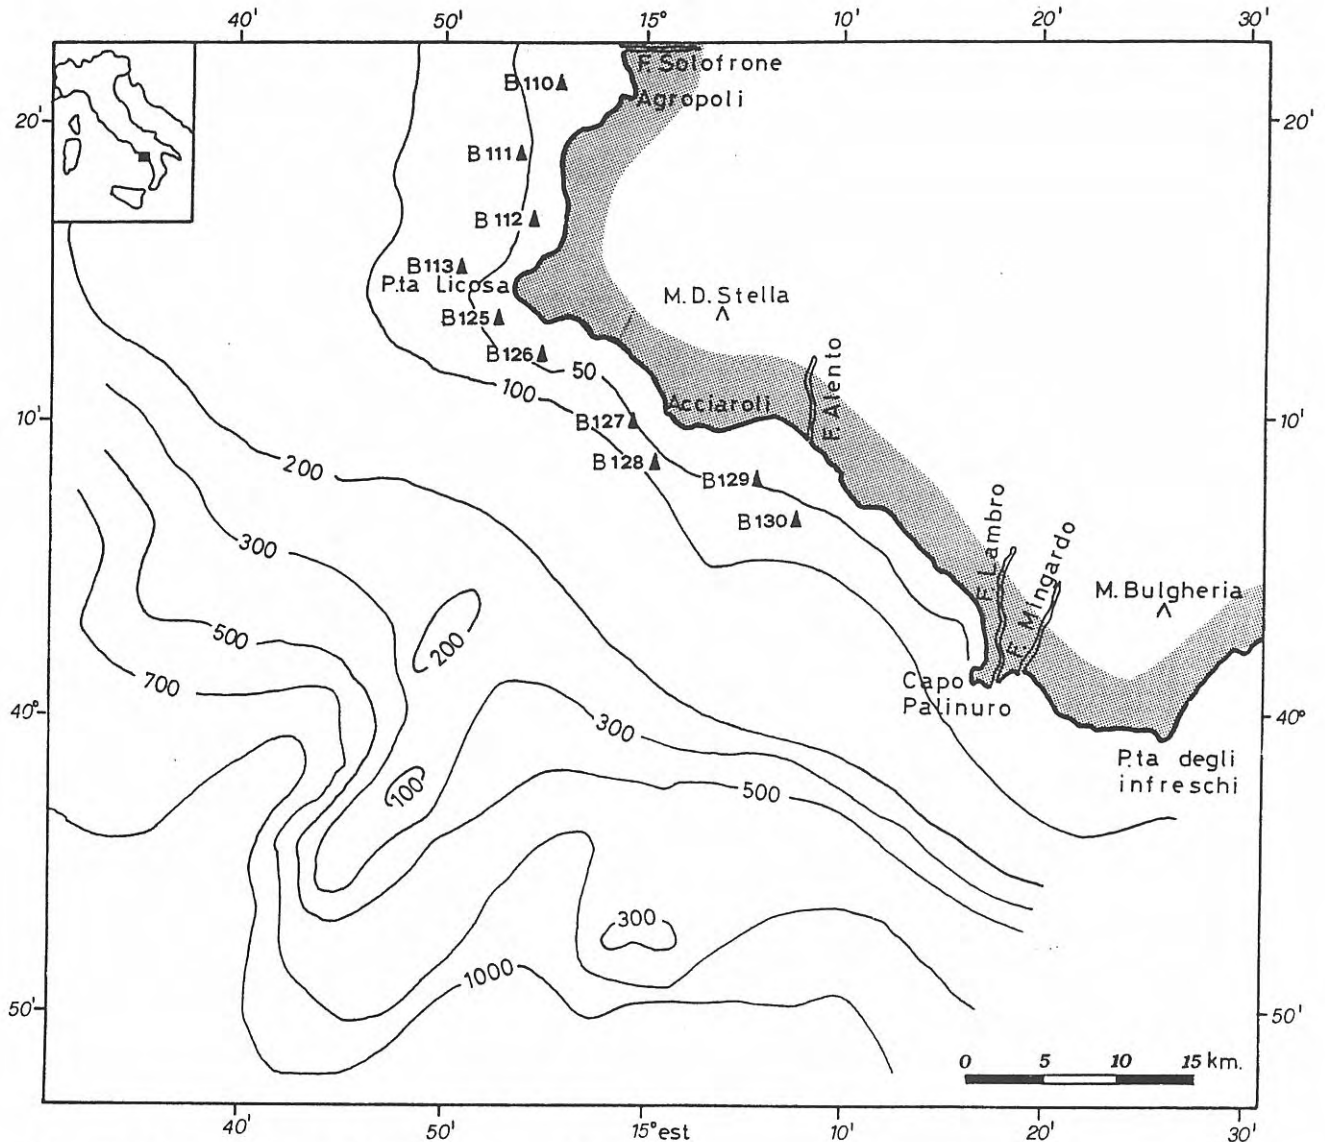 40'
50'
15°
10'
20'
30'
F. Solofrone
B110
Agropoli
20'
20'
B111
B112
B113
P.ta Licosa
M.D. Stella
B125
B126
50
F. Alento
100
Acciaroli
10'
B127
10'
B128
200
B129
B130
F. Lambro
F. Mingardo
300
M. Bulgheria
500
200
700
Capo
Palinuro
40°
300
40°
P.ta degli
infreschi
100
500
300
1000
50'
50'
0 5 10 15 km.
40'
50'
15° est
10'
20'
30'